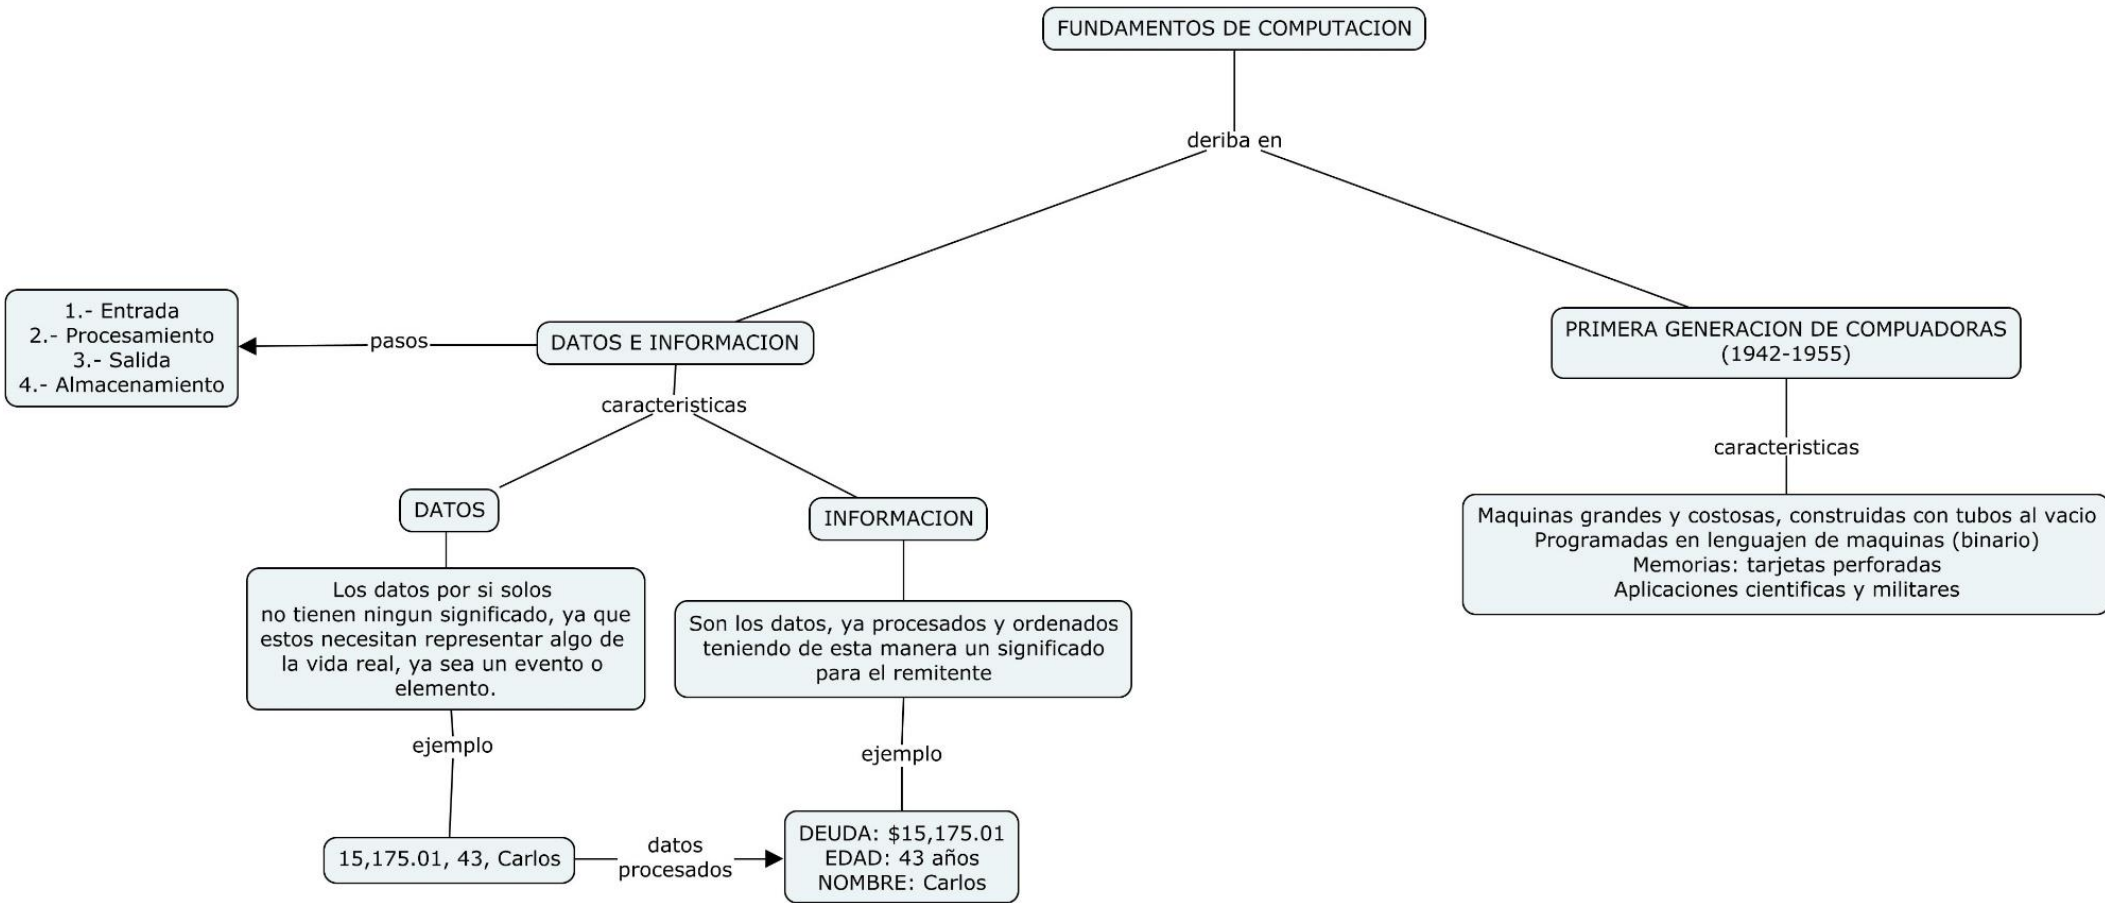 FUNDAMENTOS DE COMPUTACION
deriba en
1.- Entrada
2.- Procesamiento
3.- Salida
4.- Almacenamiento
pasos
DATOS E INFORMACION
PRIMERA GENERACION DE COMPUADORAS
(1942-1955)
caracteristicas
caracteristicas
DATOS
INFORMACION
Maquinas grandes y costosas, construidas con tubos al vacio
Programadas en lenguajen de maquinas (binario)
Memorias: tarjetas perforadas
Aplicaciones cientificas y militares
Los datos por si solos
no tienen ningun significado, ya que
estos necesitan representar algo de
la vida real, ya sea un evento o
elemento.
Son los datos, ya procesados y ordenados
teniendo de esta manera un significado
para el remitente
ejemplo
ejemplo
15,175.01, 43, Carlos
datos
procesados
DEUDA: $15,175.01
EDAD: 43 años
NOMBRE: Carlos